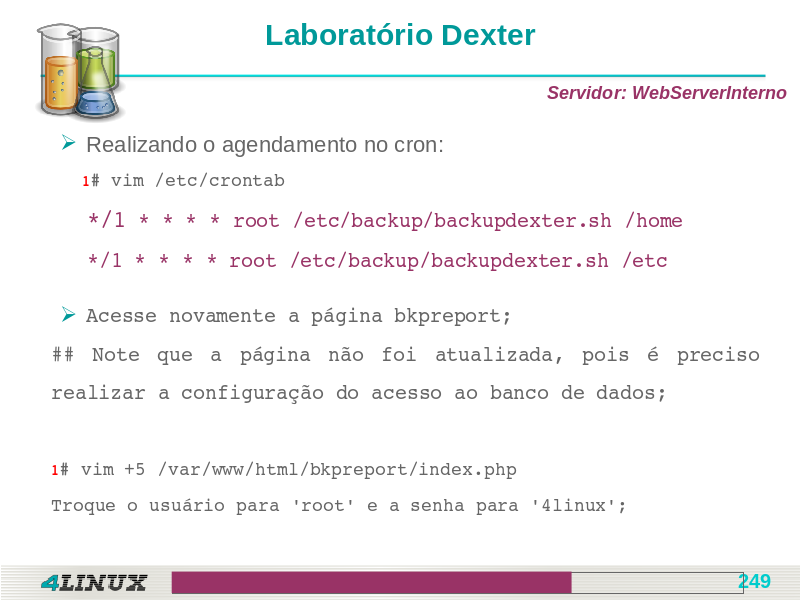 Laboratório Dexter
Servidor: WebServerInterno
Realizando o agendamento no cron:
1# vim /etc/crontab
*/1 * * * * root /etc/backup/backupdexter.sh /home
*/1 * * * * root /etc/backup/backupdexter.sh /etc
Acesse novamente a página bkpreport;
## Note que a página não foi atualizada, pois é preciso
realizar a configuração do acesso ao banco de dados;
1# vim +5 /var/www/html/bkpreport/index.php
Troque o usuário para 'root' e a senha para '4linux';
4LINUX
249